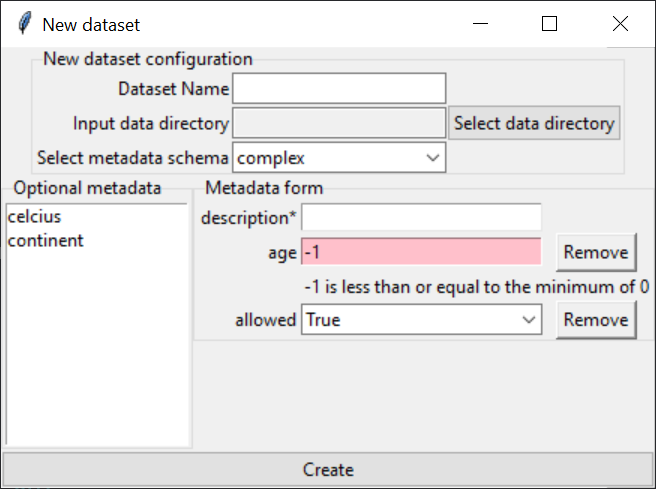 New dataset
New dataset configuration
Dataset Name
Input data directory
Select data directory
Select metadata schema
complex
Optional metadata
celcius
continent
Metadata form
description*
age
-1
Remove
-1 is less than or equal to the minimum of 0
allowed
True
Remove
Create